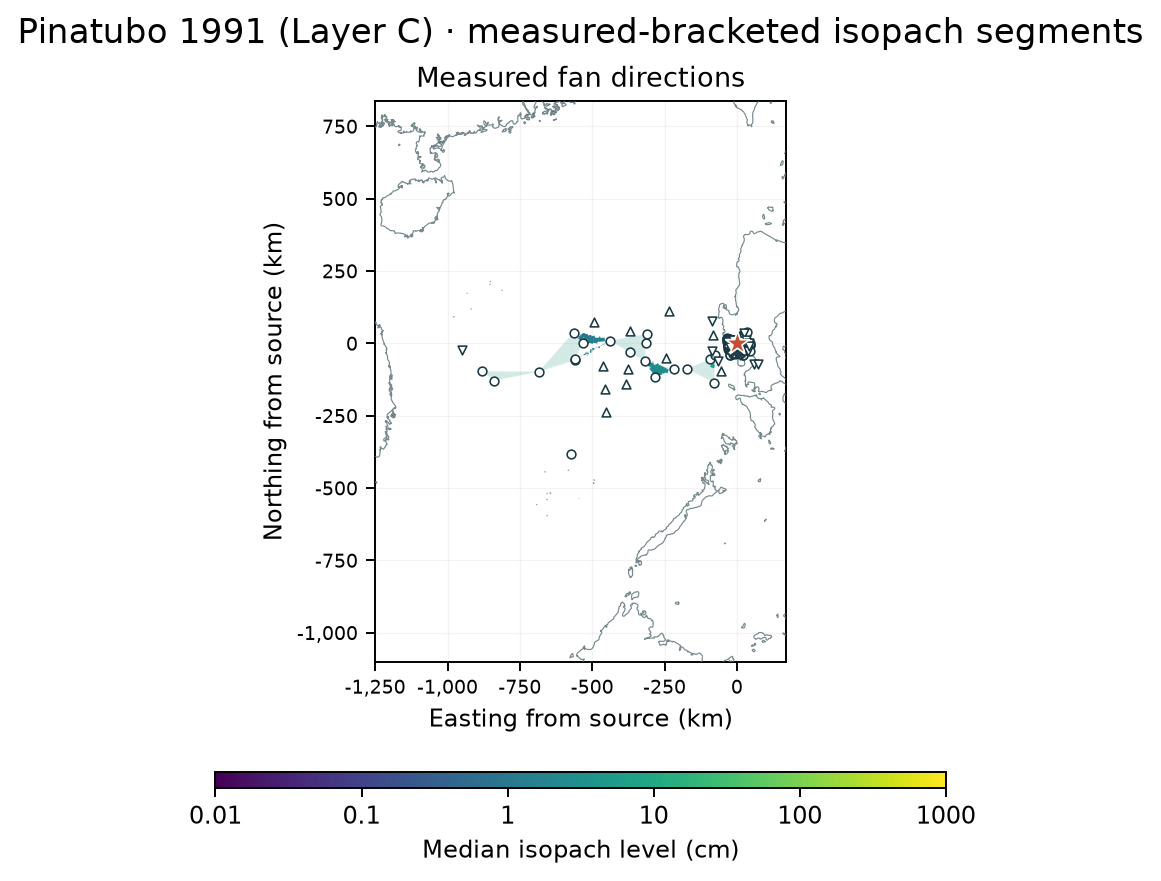 Pinatubo 1991 (Layer C) · measured-bracketed isopach segments
Measured fan directions
Northing from source (km)
750
500
250
0
-250
-500
-750
-1,000
-1,250 -1,000 -750 -500 -250 0
Easting from source (km)
0.01 0.1 1 10 100 1000
Median isopach level (cm)